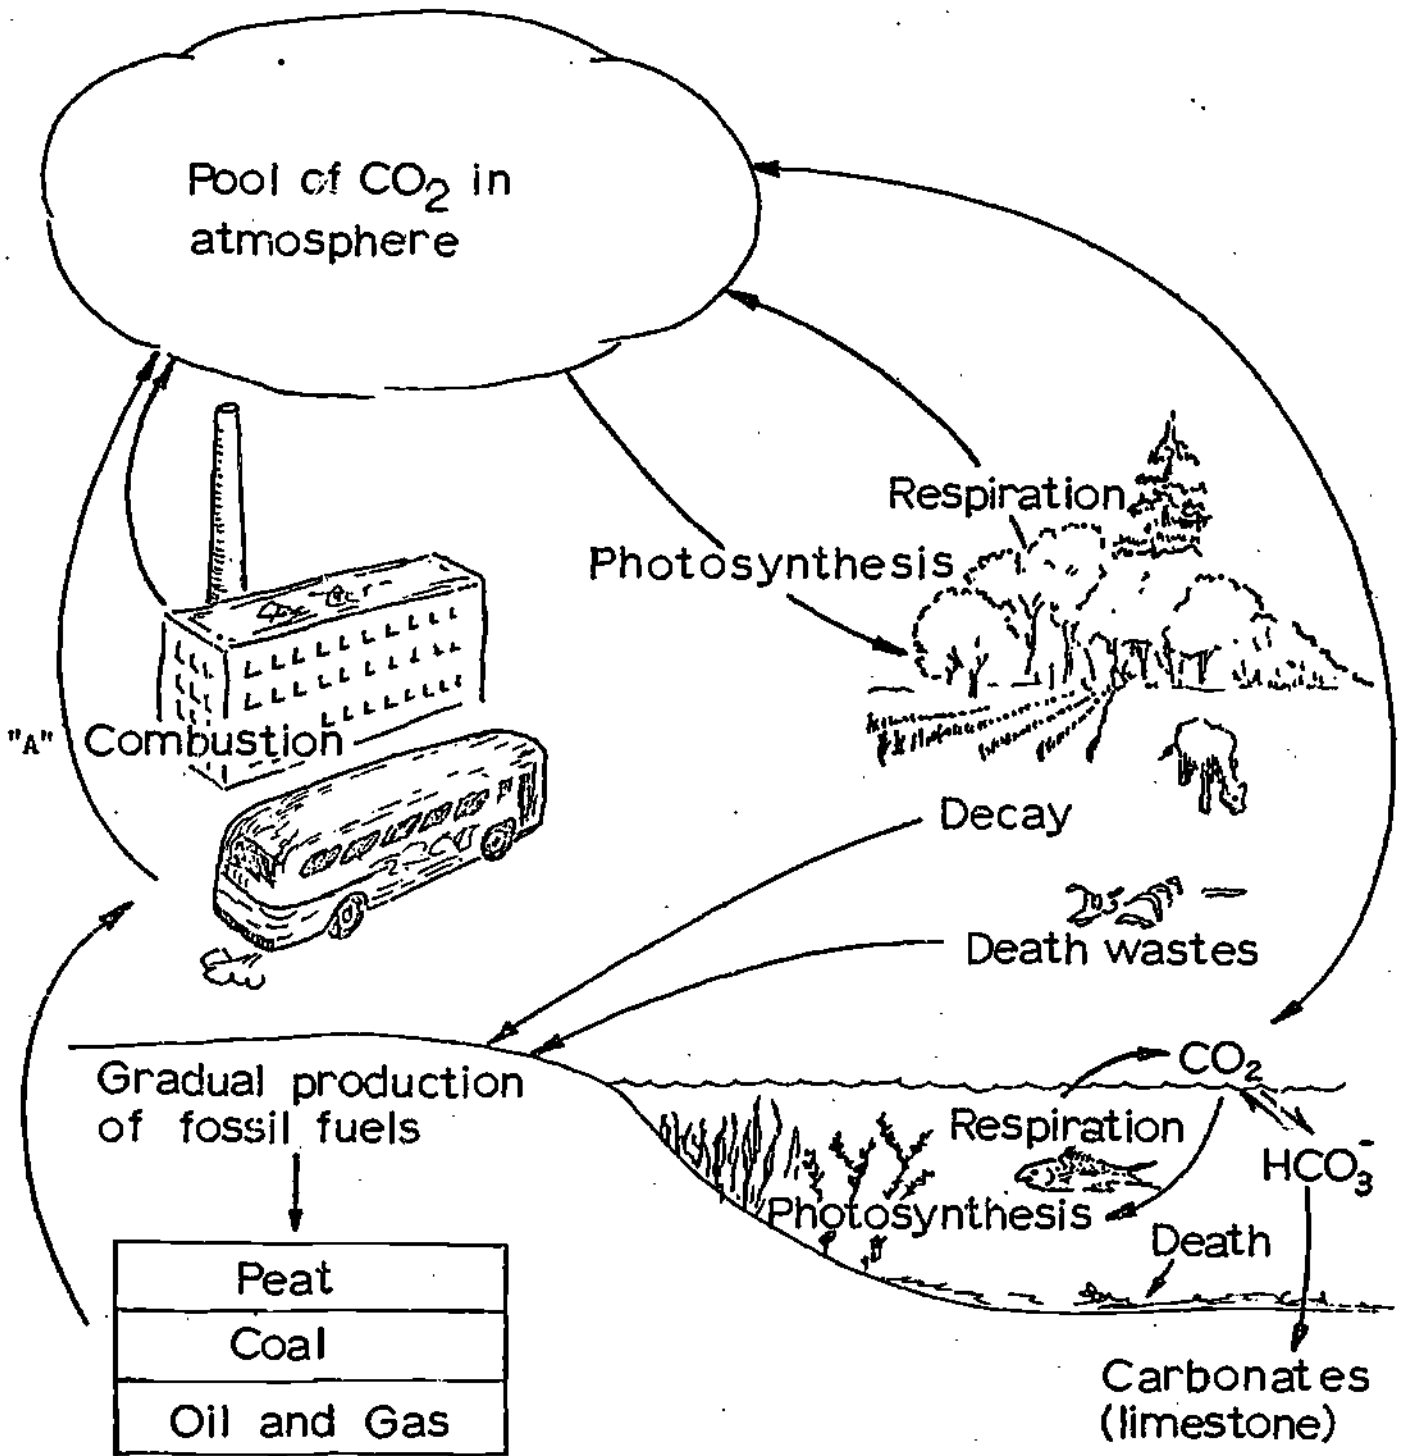 Pool of CO₂ in
atmosphere
Respiration
Photosynthesis
"A" Combustion
Decay
Death wastes
Gradual production
of fossil fuels
Peat
Coal
Oil and Gas
CO₂
Respiration
HCO₃⁻
Photosynthesis
Death
Carbonates
(limestone)